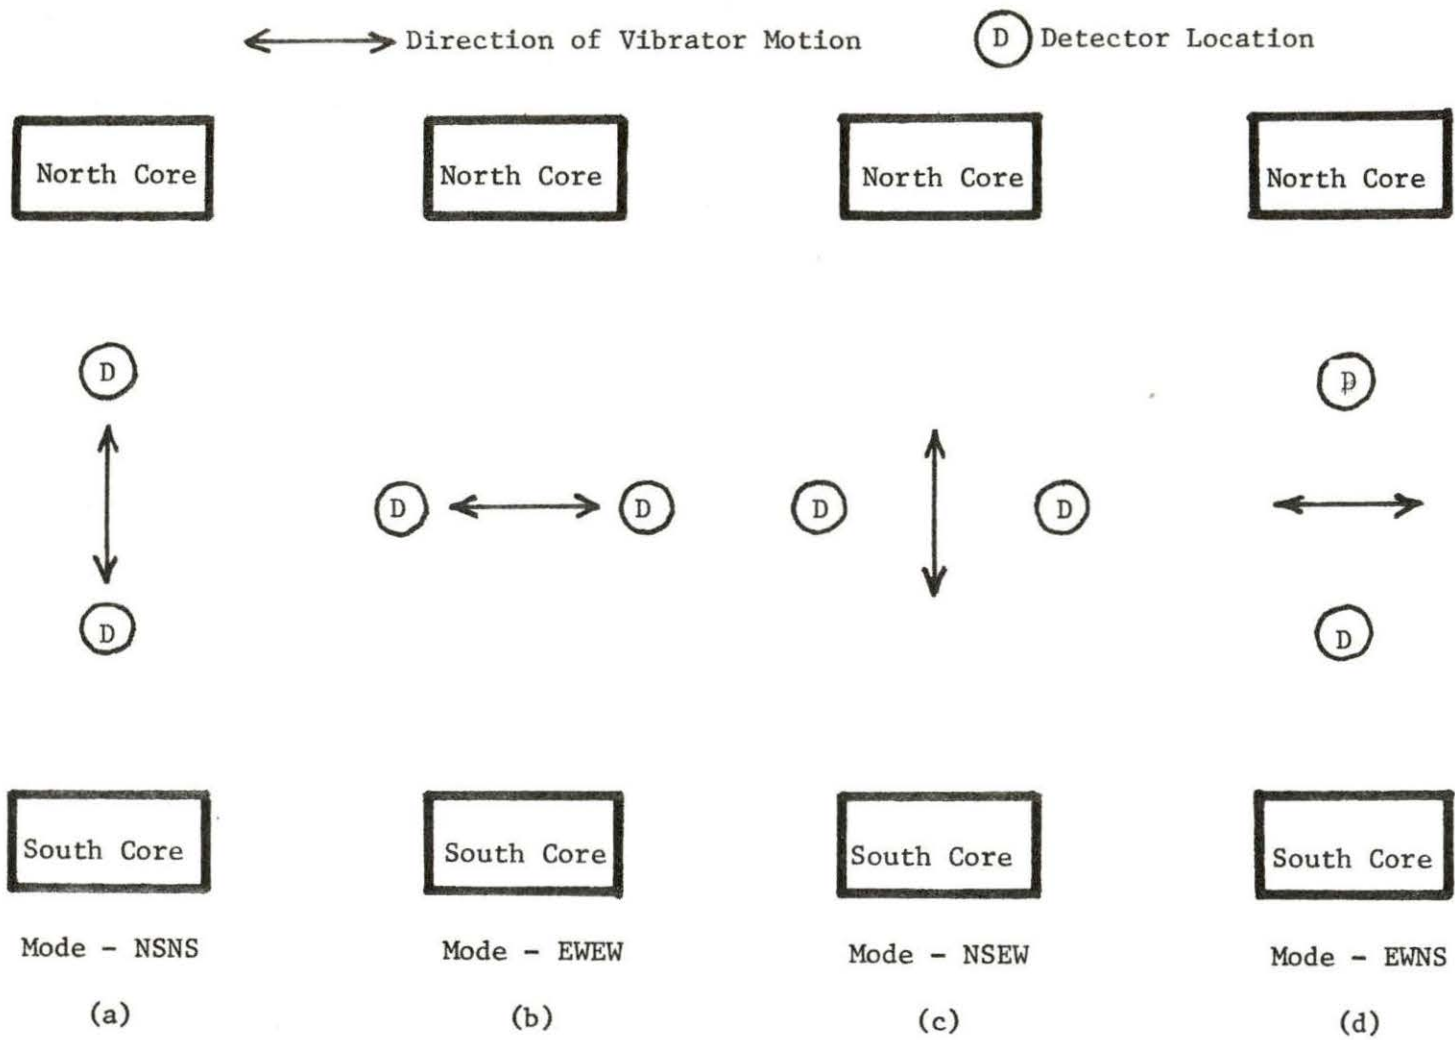 Direction of Vibrator Motion D Detector Location
North Core North Core North Core North Core
D D
D D D D
D D
South Core South Core South Core South Core
Mode - NSNS Mode - EWEW Mode - NSEW Mode - EWNS
(a) (b) (c) (d)